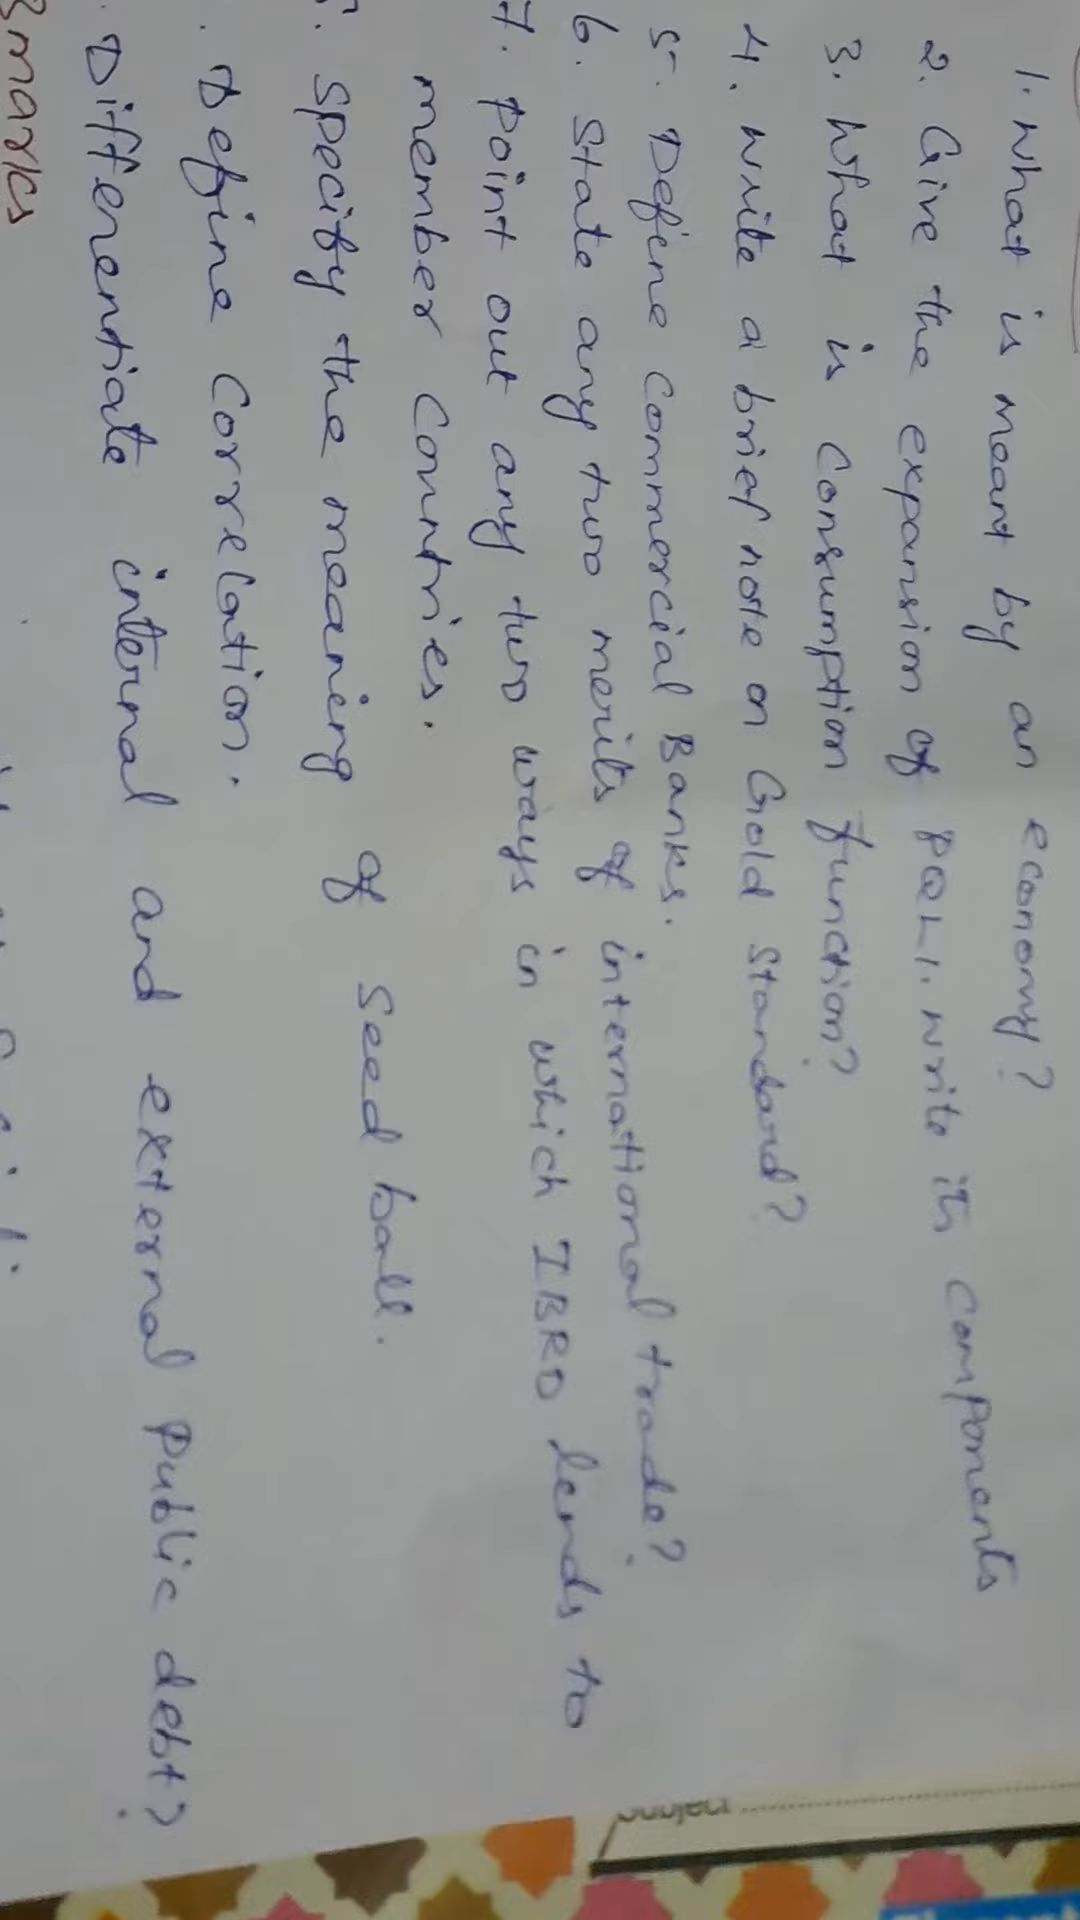 1. What is meant by an economy?
2. Give the expansion of PQLI. write its components
3. What is Consumption function?
4. write a brief note on Gold standard?
5. Define Commercial Banks.
6. State any two merits of international trade?
7. point out any two ways in which IBRD lends to
member Countries.
specify the meaning of seed ball.
. Define Correlation.
. Differentiate internal and external Public debt?
3 marks